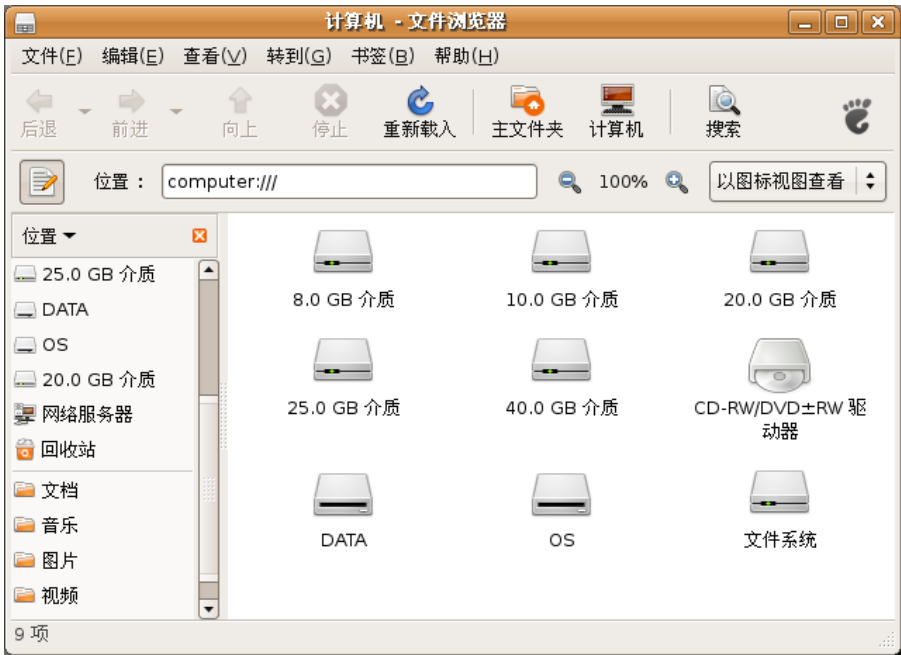 计算机 - 文件浏览器
文件(F) 编辑(E) 查看(V) 转到(G) 书签(B) 帮助(H)
后退 前进 向上 停止 重新载入 主文件夹 计算机 搜索
位置： computer:/// 100% 以图标视图查看
位置
25.0 GB 介质
DATA
OS
20.0 GB 介质
网络服务器
回收站
文档
音乐
图片
视频
8.0 GB 介质 10.0 GB 介质 20.0 GB 介质
25.0 GB 介质 40.0 GB 介质 CD-RW/DVD±RW 驱
动器
DATA OS 文件系统
9 项